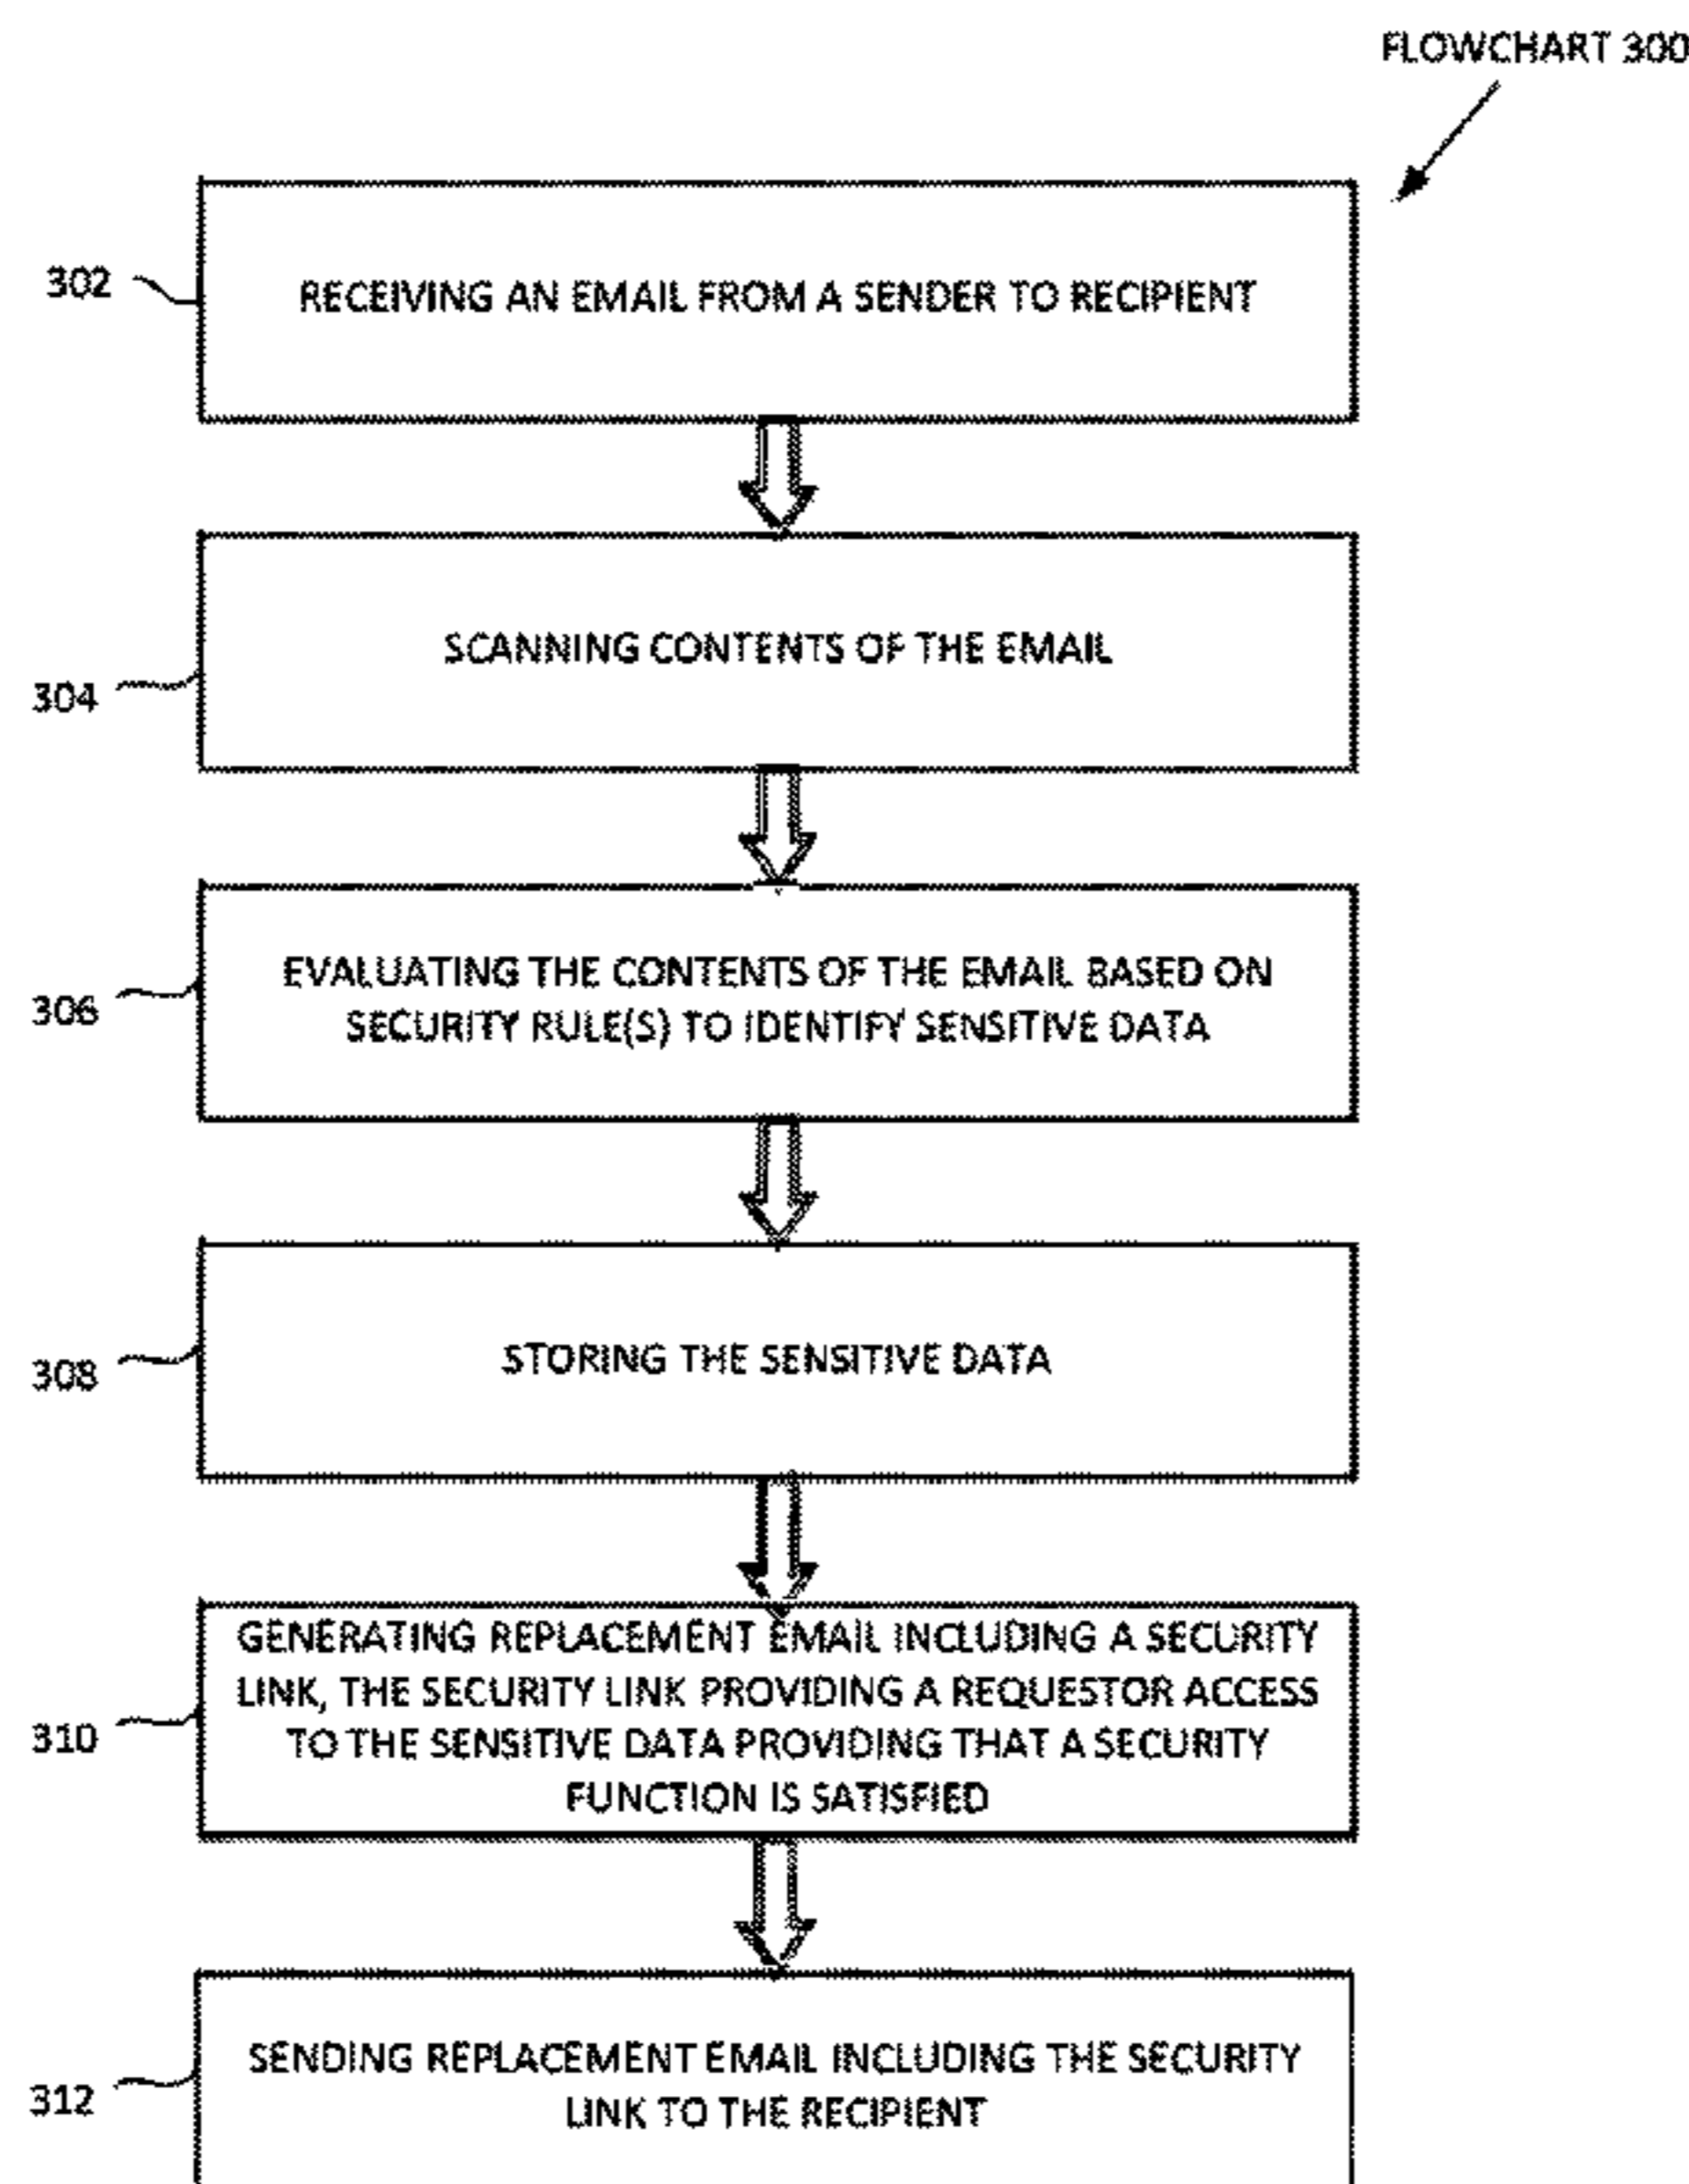 FLOWCHART 300
302
RECEIVING AN EMAIL FROM A SENDER TO RECIPIENT
SCANNING CONTENTS OF THE EMAIL
304
EVALUATING THE CONTENTS OF THE EMAIL BASED ON
SECURITY RULE(S) TO IDENTIFY SENSITIVE DATA
306
STORING THE SENSITIVE DATA
308
GENERATING REPLACEMENT EMAIL INCLUDING A SECURITY
LINK, THE SECURITY LINK PROVIDING A REQUESTOR ACCESS
TO THE SENSITIVE DATA PROVIDING THAT A SECURITY
FUNCTION IS SATISFIED
310
SENDING REPLACEMENT EMAIL INCLUDING THE SECURITY
LINK TO THE RECIPIENT
312